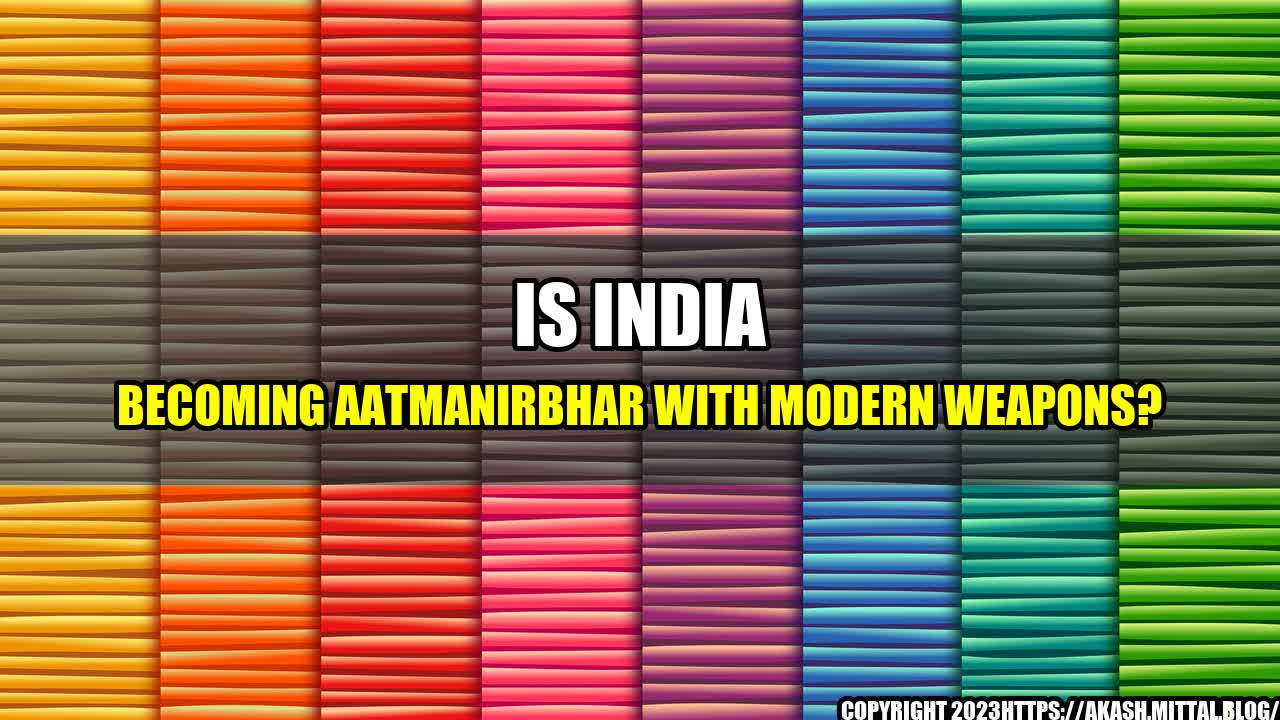 IS INDIA
BECOMING AATMANIRBHAR WITH MODERN WEAPONS?
COPYRIGHT 2023HTTPS://AKASH.MITTAL.BLOG/